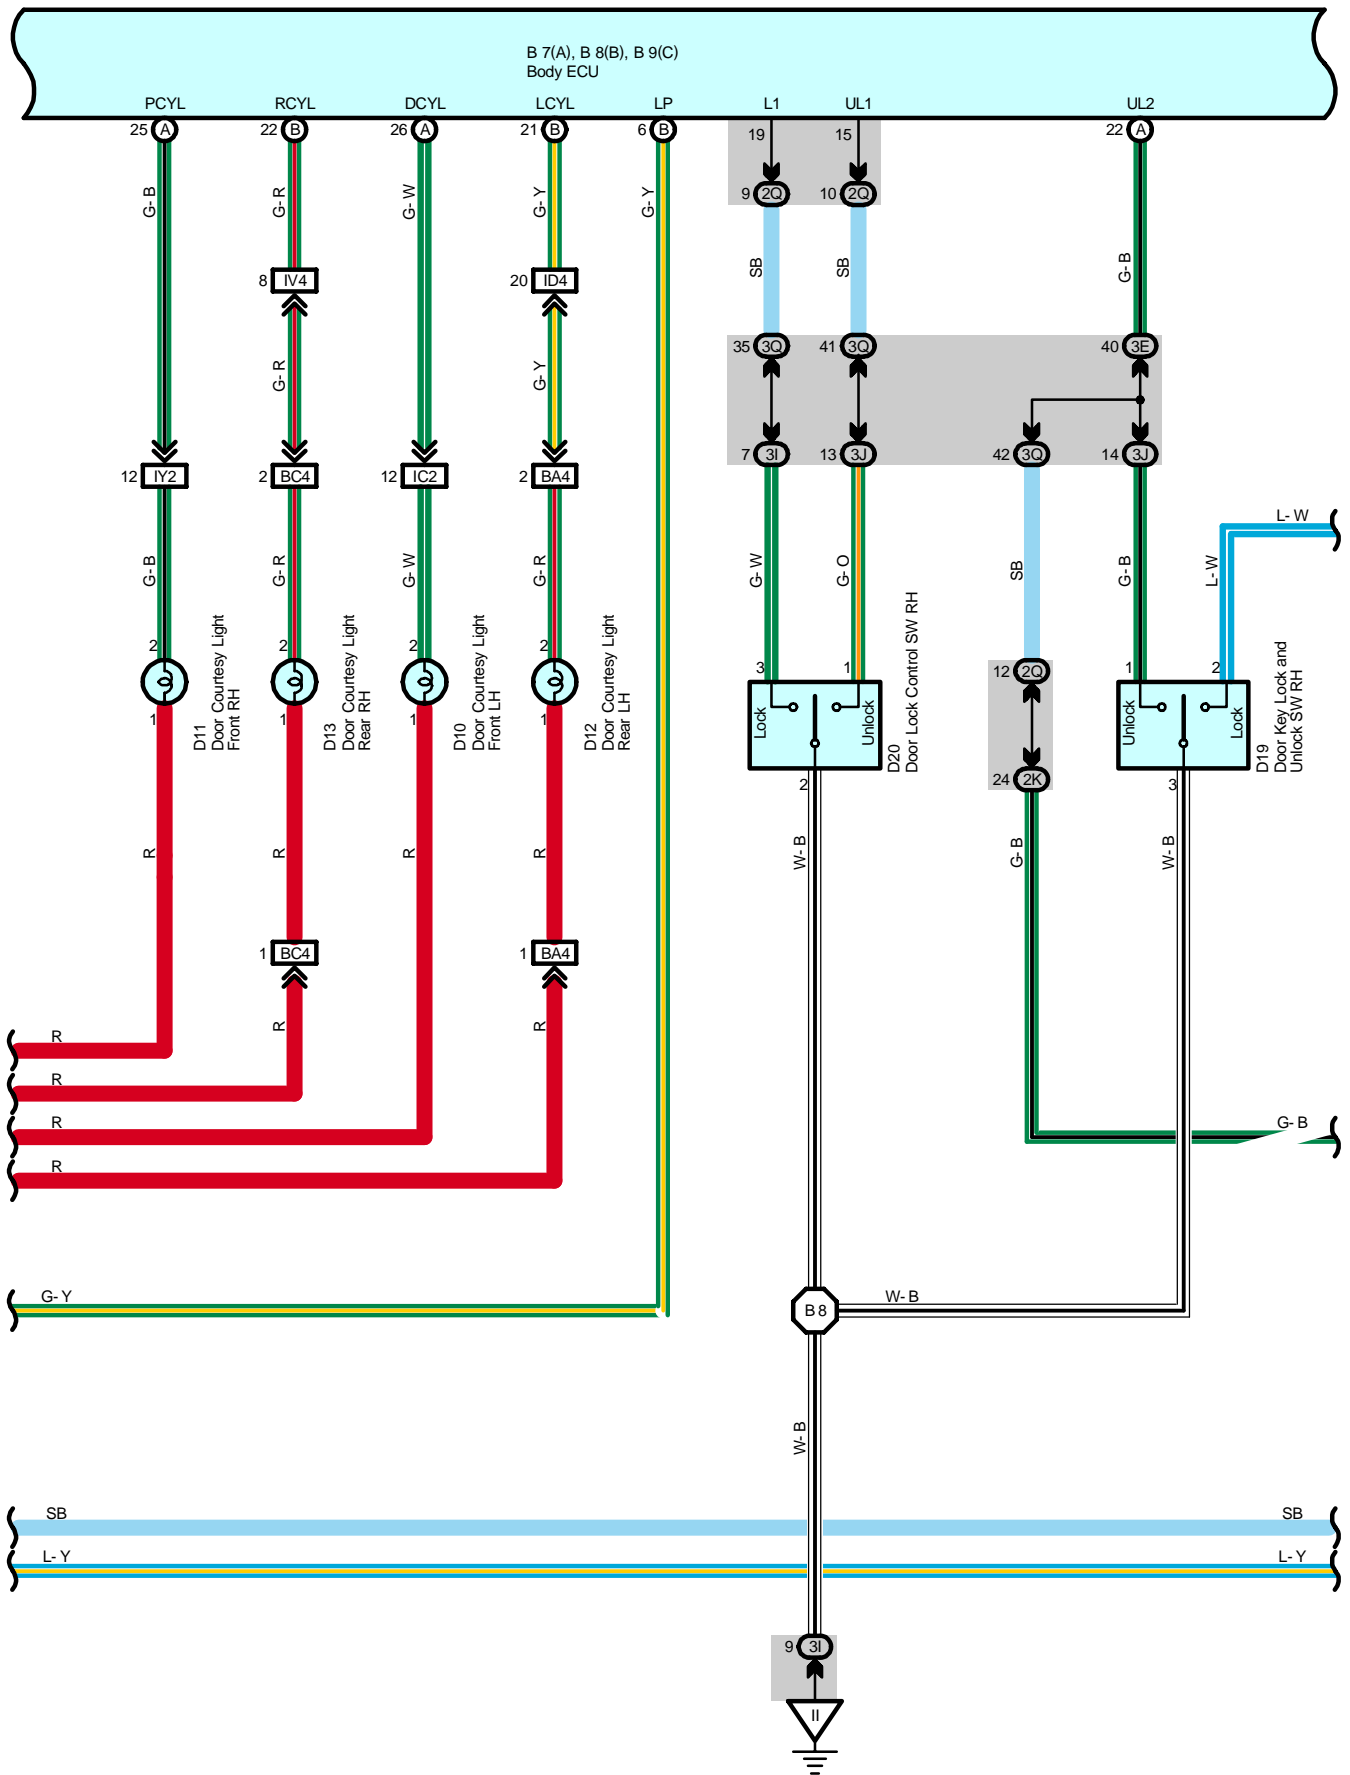 B 7(A), B 8(B), B 9(C)
Body ECU
PCYL RCYL DCYL LCYL LP L1 UL1 UL2
25 A 22 B 26 A 21 B 6 B 19 15 22 A
9 2Q 10 2Q
G- B G- R G- W G- Y G- Y SB SB G- B
8 IV4 20 ID4
35 3Q 41 3Q 40 3E
G- R G- Y
7 3I 13 3J 42 3Q 14 3J
12 IY2 2 BC4 12 IC2 2 BA4
L- W
G- B G- R G- W G- R G- W G- O SB G- B L- W
2 2 2 2 3 1 12 2Q 1 2
D11
Door Courtesy Light
Front RH
D13
Door Courtesy Light
Rear RH
D10
Door Courtesy Light
Front LH
D12
Door Courtesy Light
Rear LH
Lock Unlock
D20
Door Lock Control SW RH
Unlock Lock
D19
Door Key Lock and
Unlock SW RH
1 1 1 1 2 24 2K 3
R R R R W- B G- B W- B
1 BC4 1 BA4
R R
R
R
R G- B
R
G- Y W- B
B 8
W- B
SB SB
L- Y L- Y
9 3I
II